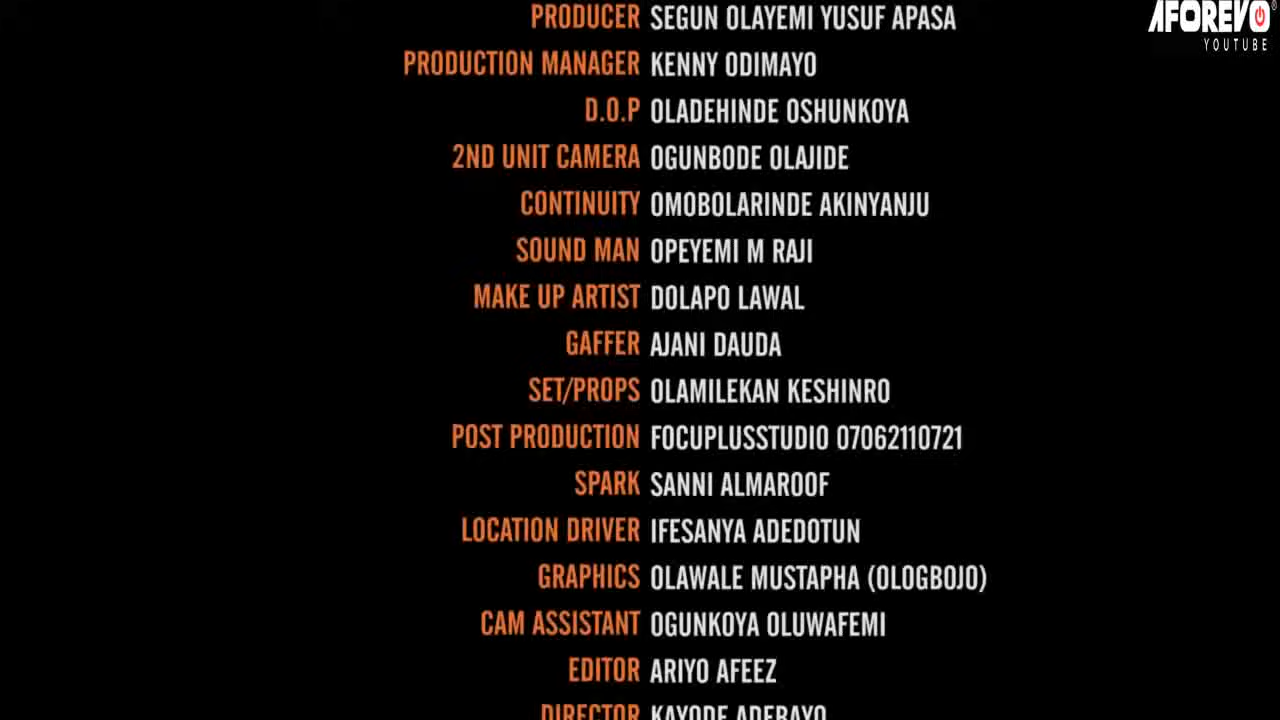 PRODUCER SEGUN OLAYEMI YUSUF APASA
AFOREVO®
YOUTUBE
PRODUCTION MANAGER KENNY ODIMAYO
D.O.P OLADEHINDE OSHUNKOYA
2ND UNIT CAMERA OGUNBODE OLAJIDE
CONTINUITY OMOBOLARINDE AKINYANJU
SOUND MAN OPEYEMI M RAJI
MAKE UP ARTIST DOLAPO LAWAL
GAFFER AJANI DAUDA
SET/PROPS OLAMILEKAN KESHINRO
POST PRODUCTION FOCUPLUSSTUDIO 07062110721
SPARK SANNI ALMAROOF
LOCATION DRIVER IFESANYA ADEDOTUN
GRAPHICS OLAWALE MUSTAPHA (OLOGBOJO)
CAM ASSISTANT OGUNKOYA OLUWAFEMI
EDITOR ARIYO AFEEZ
DIRECTOR KAYODE ADEBAYO